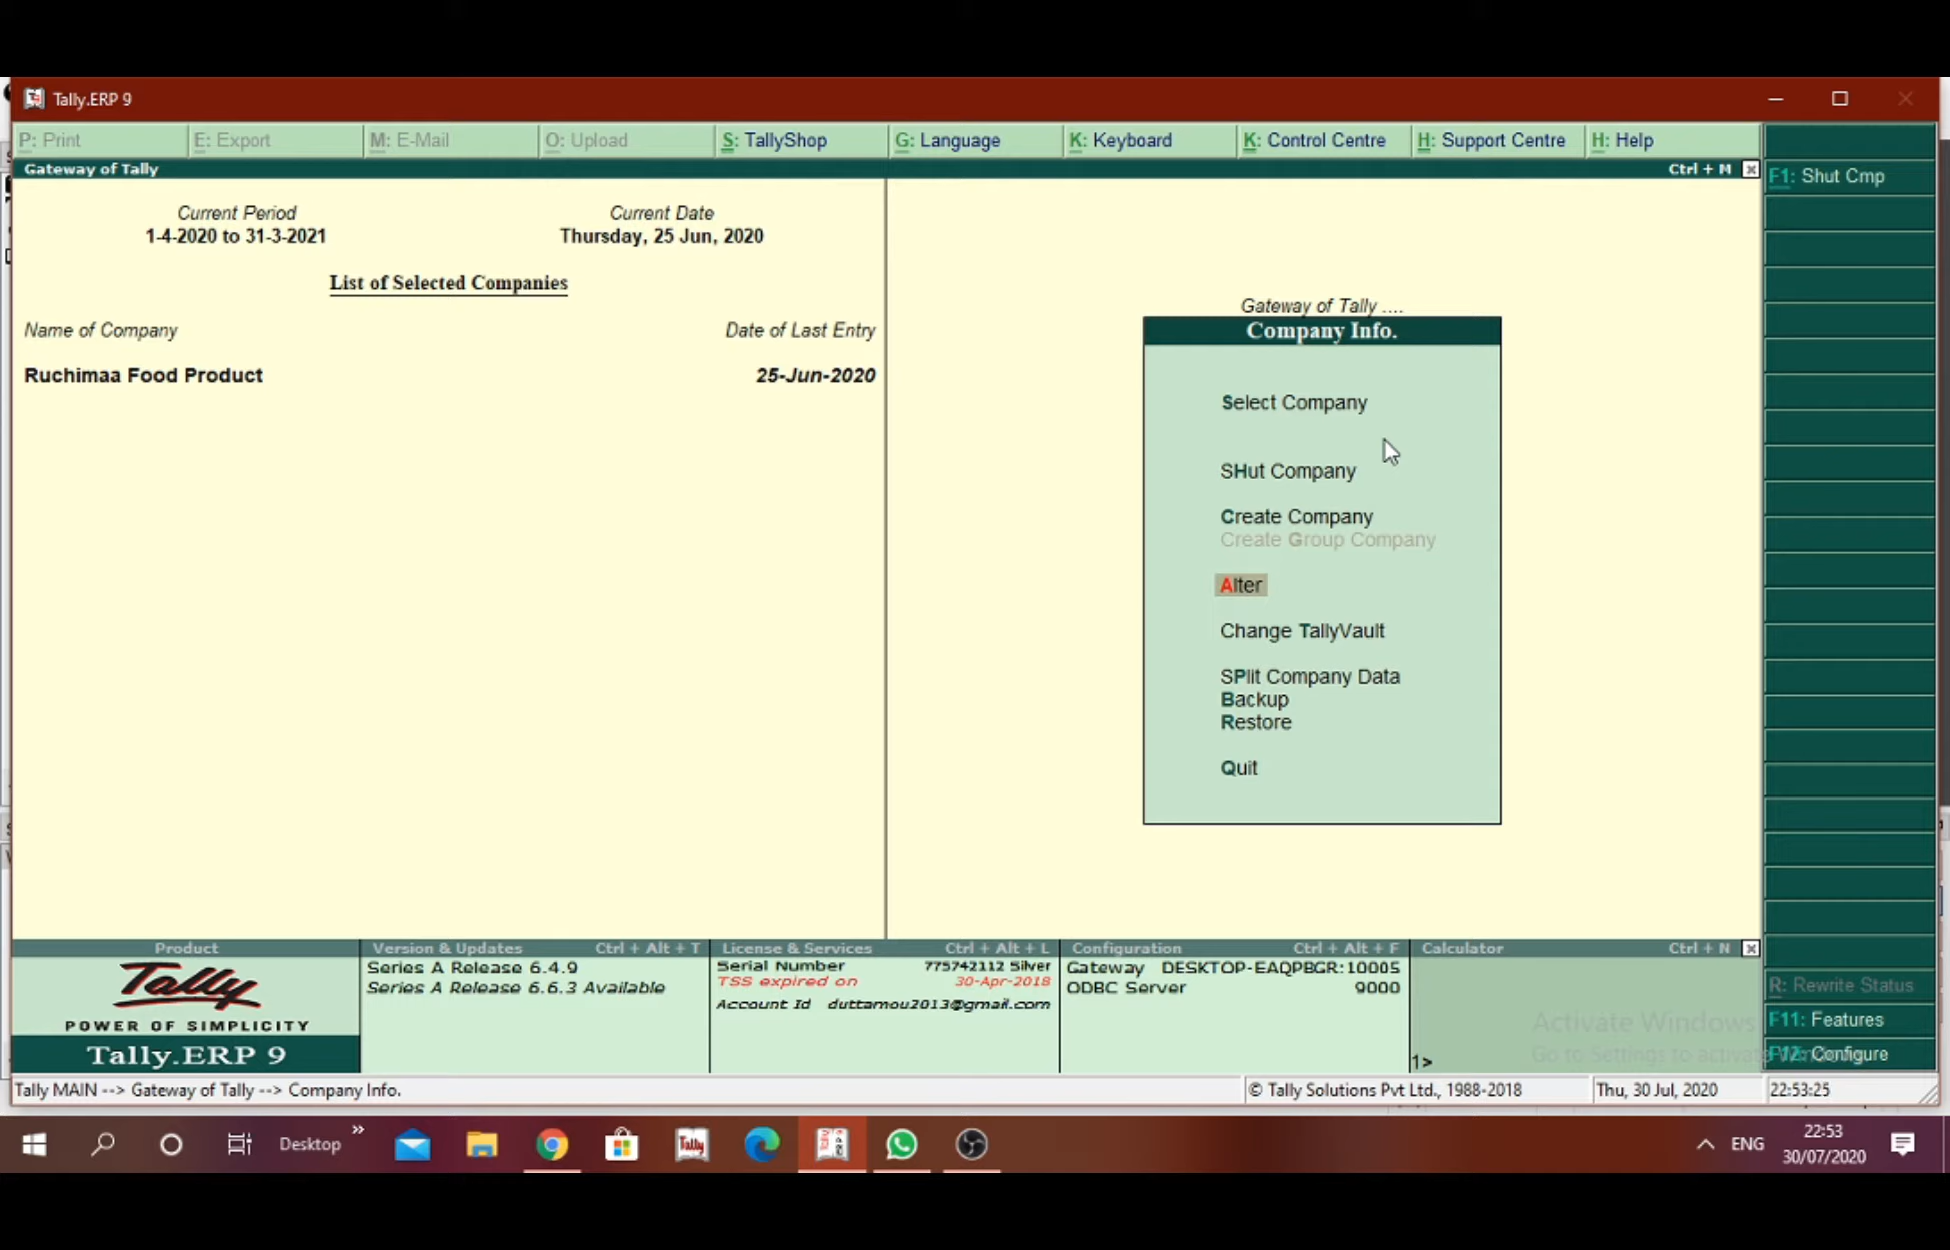 Tally.ERP 9
P: Print E: Export M: E-Mail O: Upload S: TallyShop G: Language K: Keyboard K: Control Centre H: Support Centre H: Help
Gateway of Tally Ctrl + M
F1: Shut Cmp
Current Period Current Date
1-4-2020 to 31-3-2021 Thursday, 25 Jun, 2020
List of Selected Companies
Name of Company Date of Last Entry
Ruchimaa Food Product 25-Jun-2020
Gateway of Tally ....
Company Info.
Select Company
SHut Company
Create Company
Create Group Company
Alter
Change TallyVault
SPlit Company Data
Backup
Restore
Quit
Product
Tally
POWER OF SIMPLICITY
Tally.ERP 9
Version & Updates Ctrl + Alt + T
Series A Release 6.4.9
Series A Release 6.6.3 Available
License & Services Ctrl + Alt + L
Serial Number 775742112 Silver
TSS expired on 30-Apr-2018
Account Id duttamou2013@gmail.com
Configuration Ctrl + Alt + F
Gateway DESKTOP-EAQPBGR:10005
ODBC Server 9000
Calculator Ctrl + N
1>
R: Rewrite Status
F11: Features
F12: Configure
Activate Windows
Go to Settings to activate
Tally MAIN --> Gateway of Tally --> Company Info. © Tally Solutions Pvt Ltd., 1988-2018 Thu, 30 Jul, 2020 22:53:25
Desktop » Tally ENG 22:53
30/07/2020